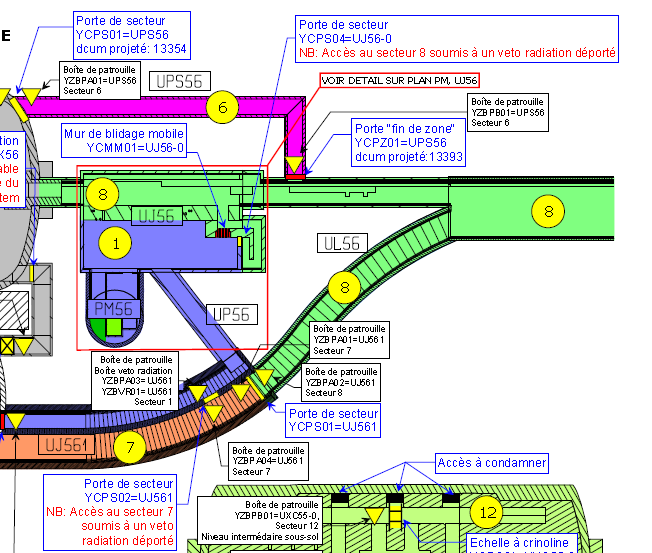 E
Porte de secteur
YCPS01=UPS56
dcum projeté: 13354
Porte de secteur
YCPS04=UJ56-0
NB: Accès au secteur 8 soumis à un veto radiation déporté
Boîte de patrouille
YZBPA01=UPS56
Secteur 6
UPS56
VOIR DETAIL SUR PLAN PM, UJ56
6
Boîte de patrouille
YZBPB01=UPS56
Secteur 6
Mur de blidage mobile
YCMM01=UJ56-0
Porte "fin de zone"
YCPZ01=UPS56
dcum projeté:13393
tion
X56
able
e du
tem
8
UJ56
8
1
UL56
8
PM56
UP56
Boîte de patrouille
YZBPA01=UJ561
Secteur 7
Boîte de patrouille
Boîte veto radiation
YZBPA03=UJ561
YZBVR01=UJ561
Secteur 1
Boîte de patrouille
YZBPA02=UJ561
Secteur 8
Porte de secteur
YCPS01=UJ561
UJ561
7
Boîte de patrouille
YZBPA04=UJ561
Secteur 7
Porte de secteur
YCPS02=UJ561
NB: Accès au secteur 7
soumis à un veto
radiation déporté
Accès à condamner
Boîte de patrouille
YZBPB01=UXC55-0,
Secteur 12
Niveau intermédaire sous-sol
12
Echelle à crinoline